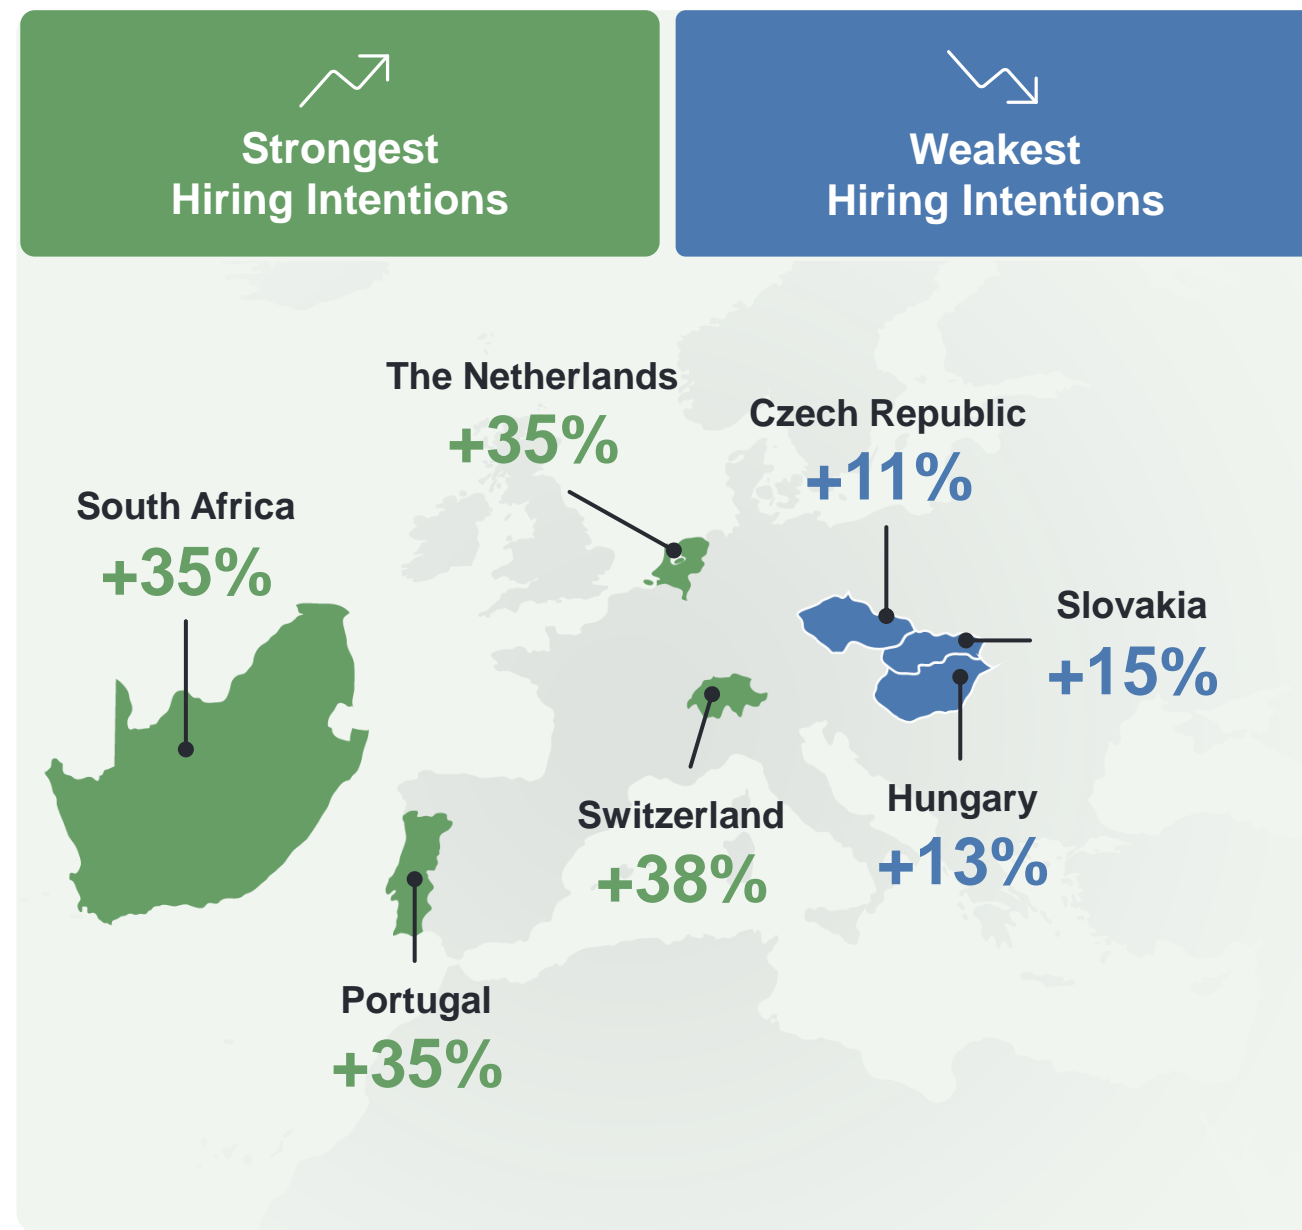 Strongest
Hiring Intentions
Weakest
Hiring Intentions
The Netherlands
+35%
Czech Republic
+11%
South Africa
+35%
Slovakia
+15%
Switzerland
+38%
Hungary
+13%
Portugal
+35%